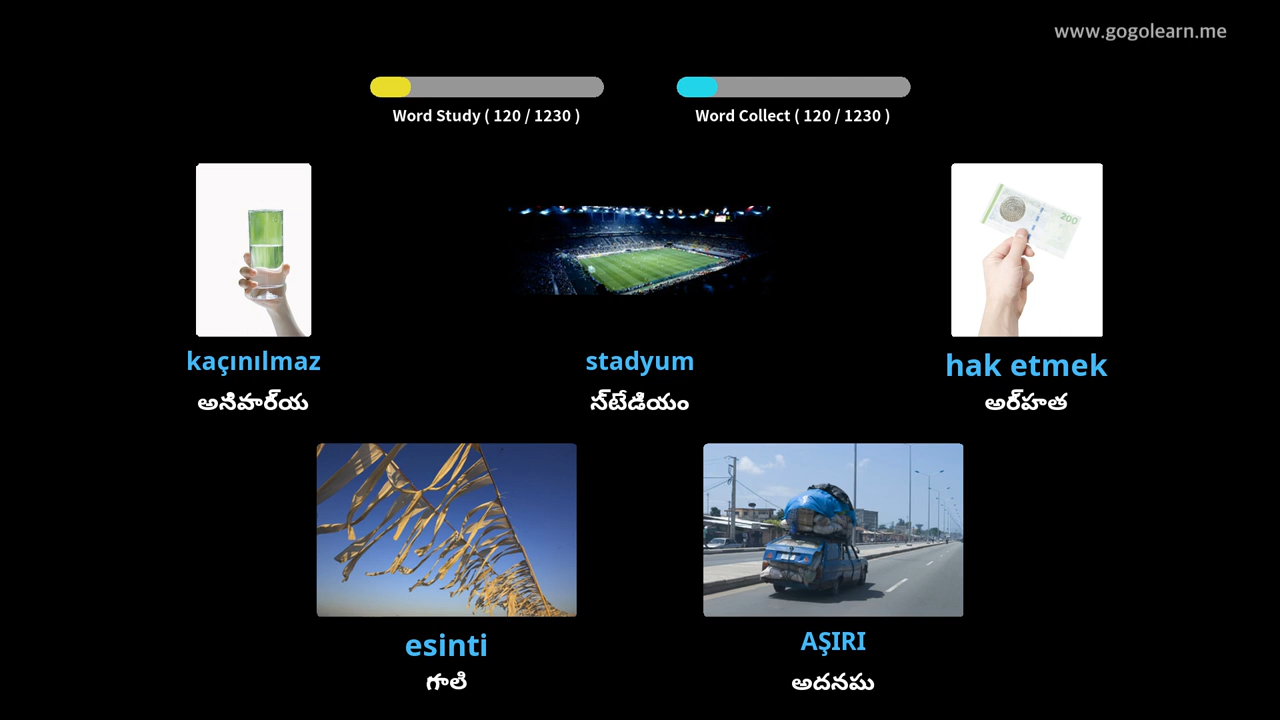 www.gogolearn.me
Word Study ( 120 / 1230 )
Word Collect ( 120 / 1230 )
200
kaçınılmaz
అనివార్య
stadyum
స్‌టేడియం
hak etmek
అర్హత
esinti
గాలి
AŞIRI
అదనపు